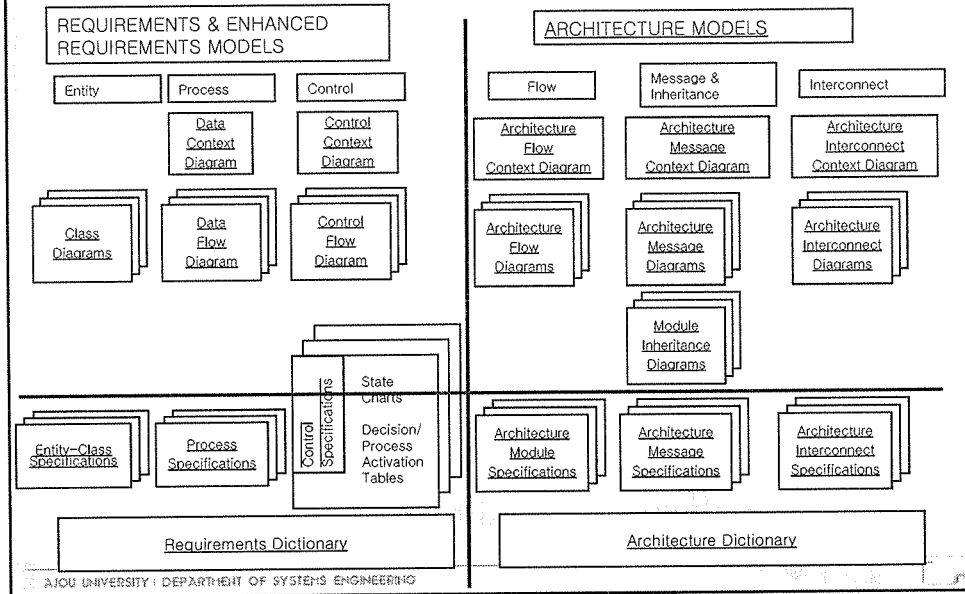 REQUIREMENTS & ENHANCED
REQUIREMENTS MODELS
ARCHITECTURE MODELS
Entity
Process
Control
Flow
Message &
Inheritance
Interconnect
Data
Context
Diagram
Control
Context
Diagram
Architecture
Flow
Context Diagram
Architecture
Message
Context Diagram
Architecture
Interconnect
Context Diagram
Class
Diagrams
Data
Flow
Diagram
Control
Flow
Diagram
Architecture
Flow
Diagrams
Architecture
Message
Diagrams
Architecture
Interconnect
Diagrams
Module
Inheritance
Diagrams
Control
Specifications
State
Charts
Decision/
Process
Activation
Tables
Entity-Class
Specifications
Process
Specifications
Architecture
Module
Specifications
Architecture
Message
Specifications
Architecture
Interconnect
Specifications
Requirements Dictionary
Architecture Dictionary
AJOU UNIVERSITY | DEPARTMENT OF SYSTEMS ENGINEERING